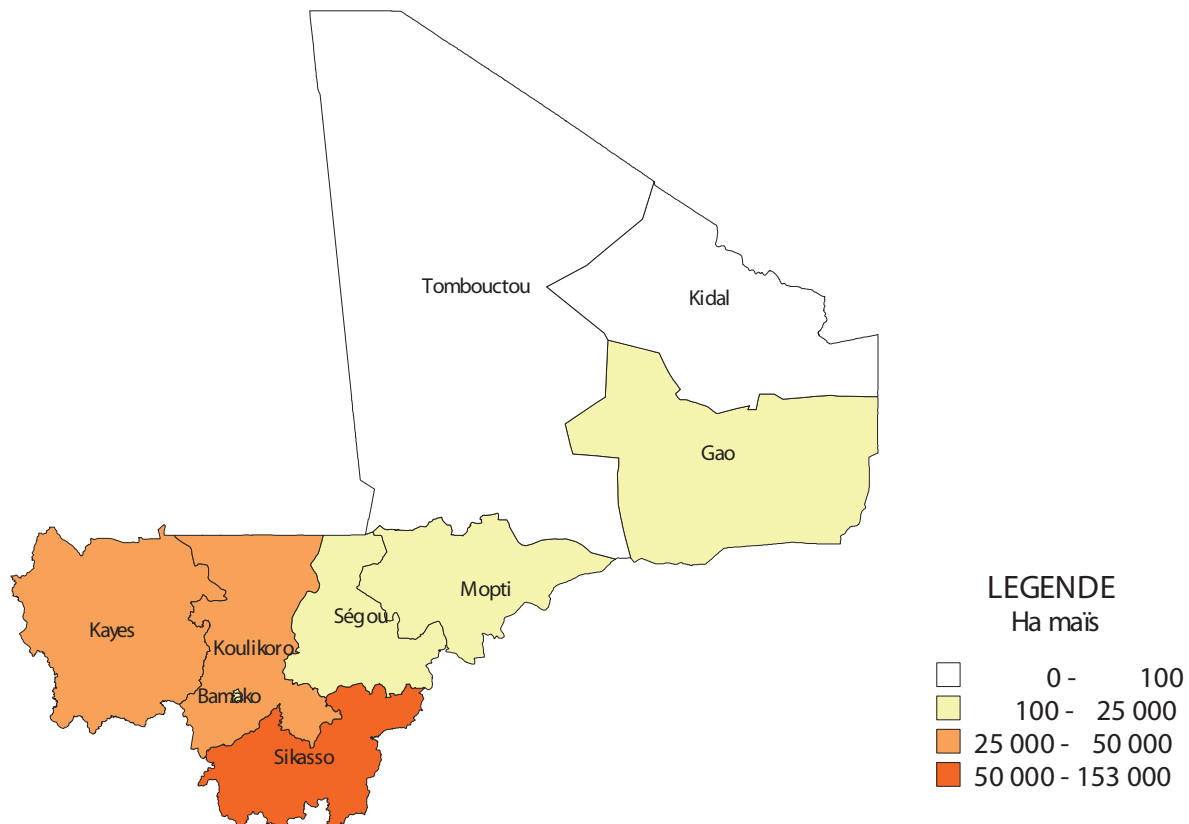 Tombouctou
Kidal
Gao
Mopti
Ségou
Kayes
Koulikoro
Bamako
Sikasso
LEGENDE
Ha maïs
0 - 100
100 - 25 000
25 000 - 50 000
50 000 - 153 000